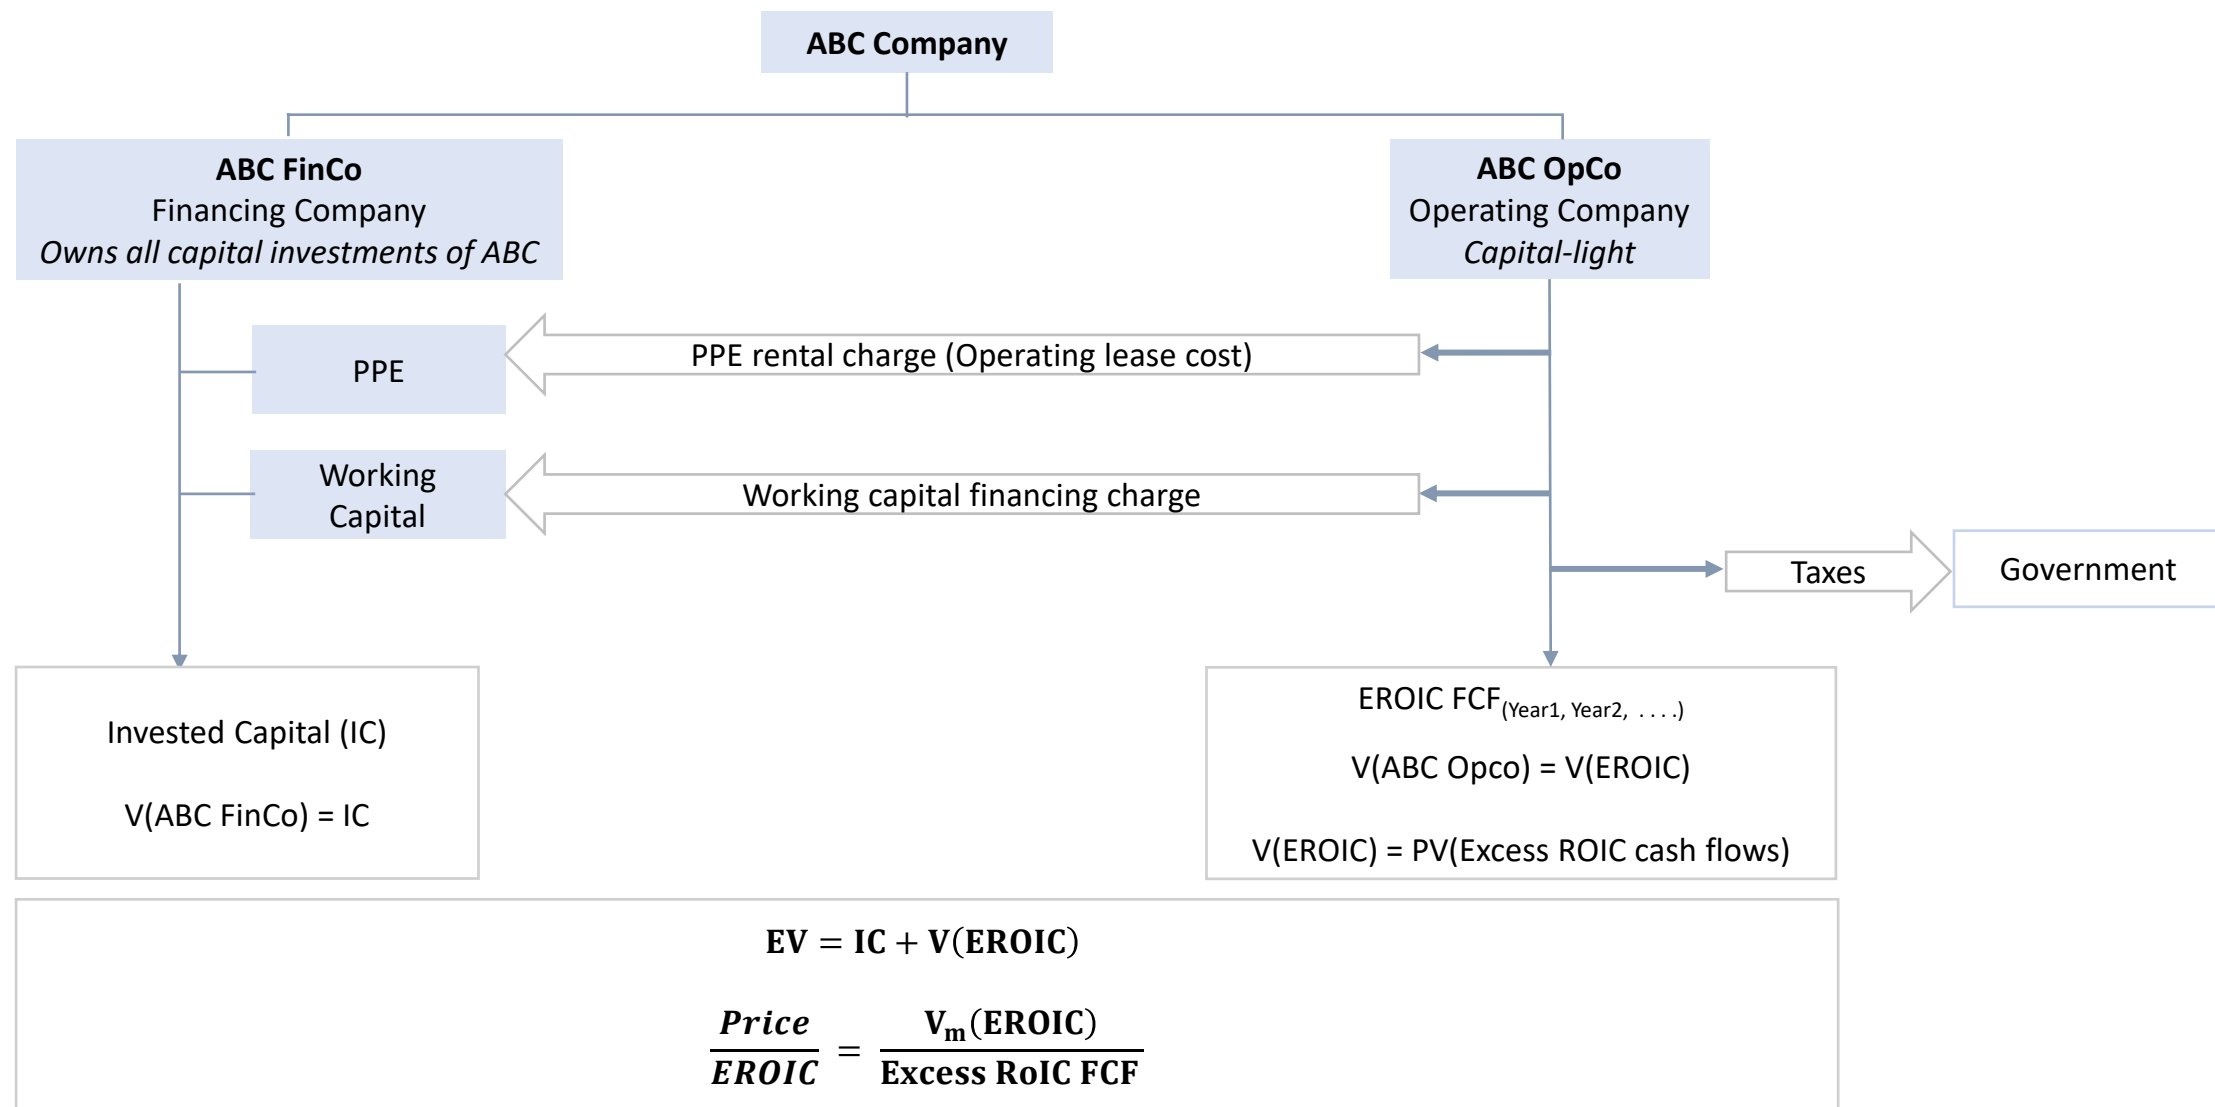 ABC Company
ABC FinCo
Financing Company
Owns all capital investments of ABC
ABC OpCo
Operating Company
Capital-light
PPE
PPE rental charge (Operating lease cost)
Working
Capital
Working capital financing charge
Taxes
Government
Invested Capital (IC)
V(ABC FinCo) = IC
EROIC FCF(Year1, Year2, . . . .)
V(ABC Opco) = V(EROIC)
V(EROIC) = PV(Excess ROIC cash flows)
EV = IC + V(EROIC)
Price / EROIC = Vm(EROIC) / Excess RoIC FCF